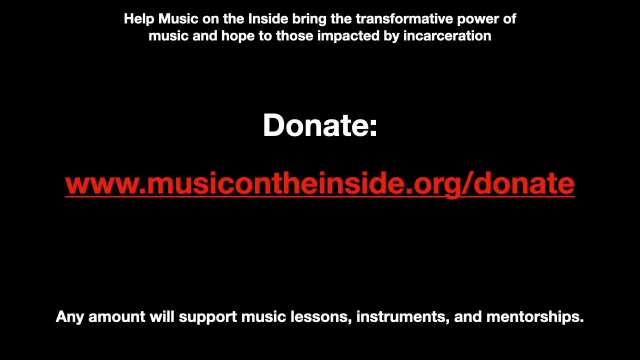 Help Music on the Inside bring the transformative power of
music and hope to those impacted by incarceration
Donate:
www.musicontheinside.org/donate
Any amount will support music lessons, instruments, and mentorships.